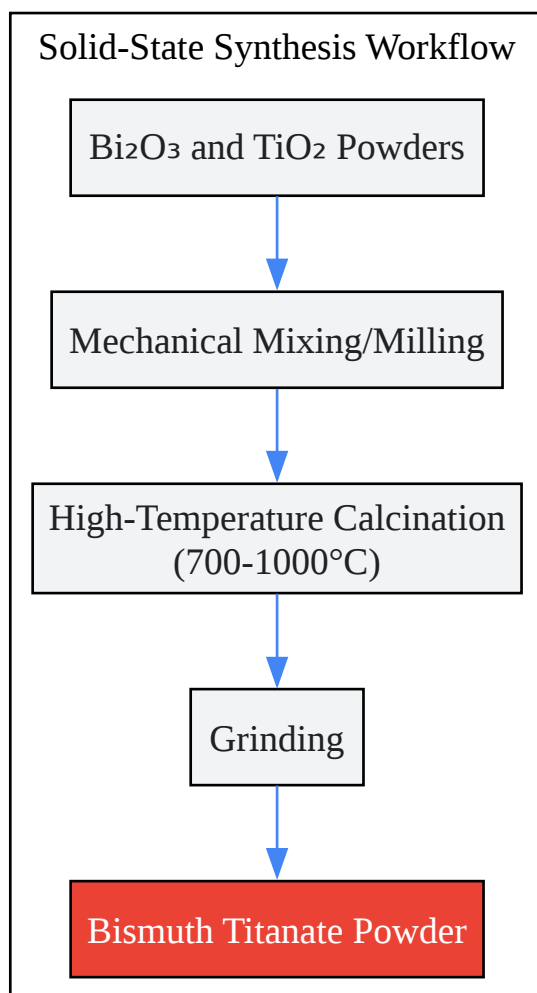 Solid-State Synthesis Workflow
Bi₂O₃ and TiO₂ Powders
Mechanical Mixing/Milling
High-Temperature Calcination
(700-1000°C)
Grinding
Bismuth Titanate Powder